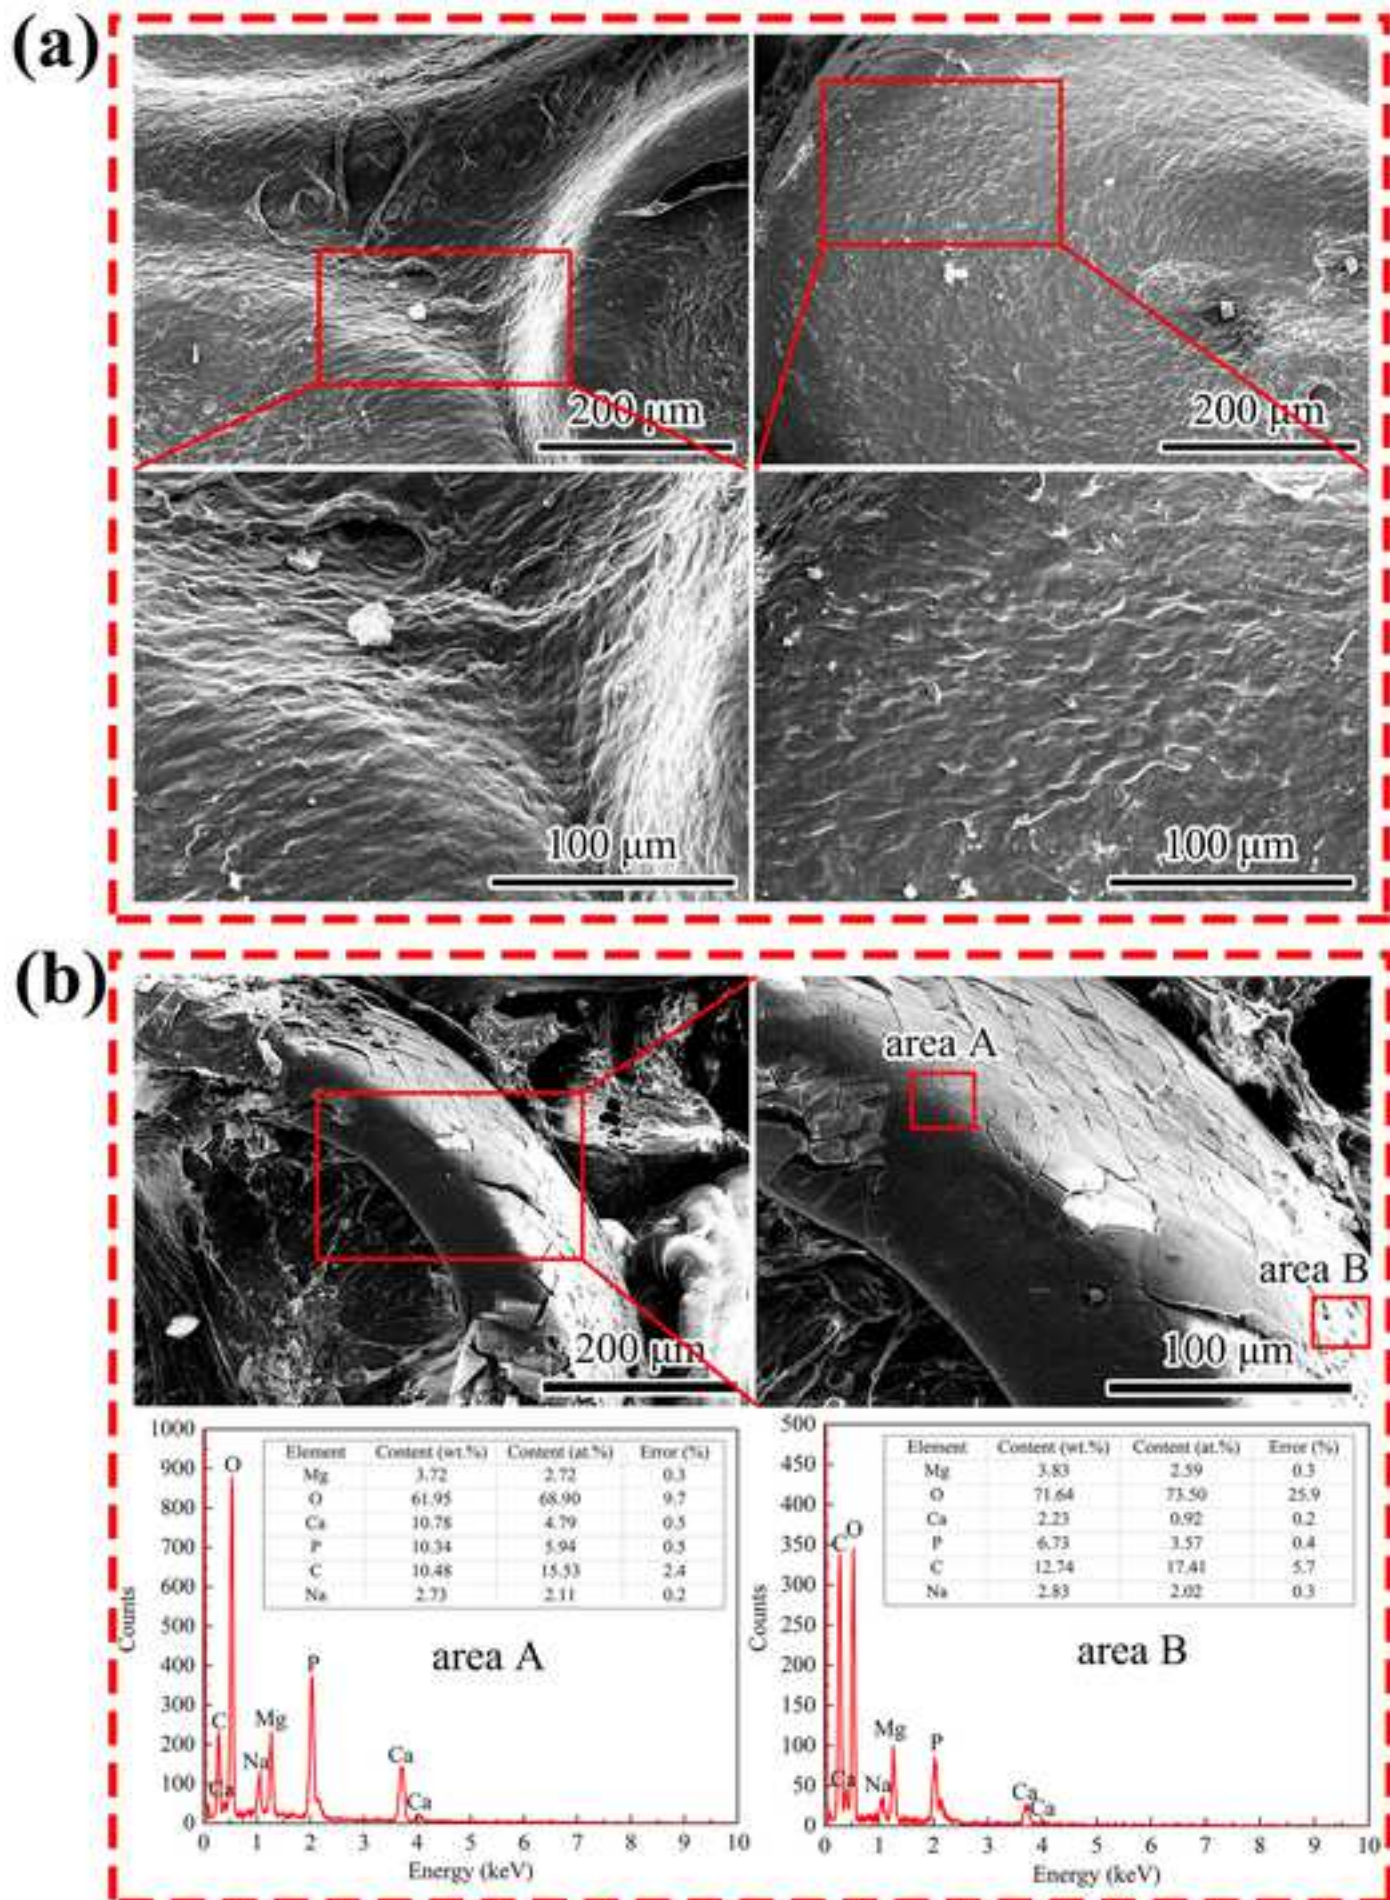 (a)
200 μm
200 μm
100 μm
100 μm
(b)
area A
area B
200 μm
100 μm
1000
900
800
700
600
500
400
300
200
100
0
Counts
O
C
Ca
Na
Mg
P
Ca
Ca
Element Content (wt.%) Content (at.%) Error (%)
Mg 3.72 2.72 0.3
O 61.95 68.90 9.7
Ca 10.78 4.79 0.5
P 10.34 5.94 0.5
C 10.48 15.53 2.4
Na 2.73 2.11 0.2
area A
0 1 2 3 4 5 6 7 8 9 10
Energy (keV)
500
450
400
350
300
250
200
150
100
50
0
Counts
C
O
Ca
Na
Mg
P
Ca
Ca
Element Content (wt.%) Content (at.%) Error (%)
Mg 3.83 2.59 0.3
O 71.64 73.50 25.9
Ca 2.23 0.92 0.2
P 6.73 3.57 0.4
C 12.74 17.41 5.7
Na 2.83 2.02 0.3
area B
0 1 2 3 4 5 6 7 8 9 10
Energy (keV)